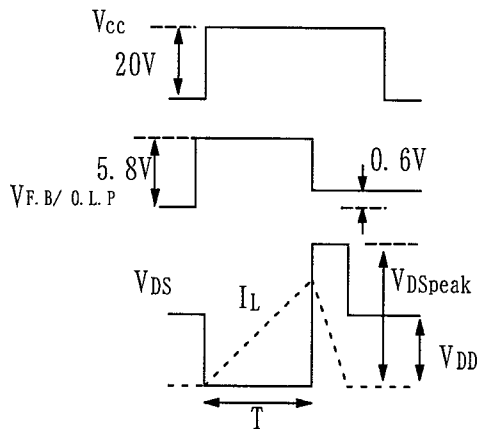 Vcc
20V
5.8V
0.6V
VF.B/ O.L.P
VDS
IL
VDSpeak
VDD
T